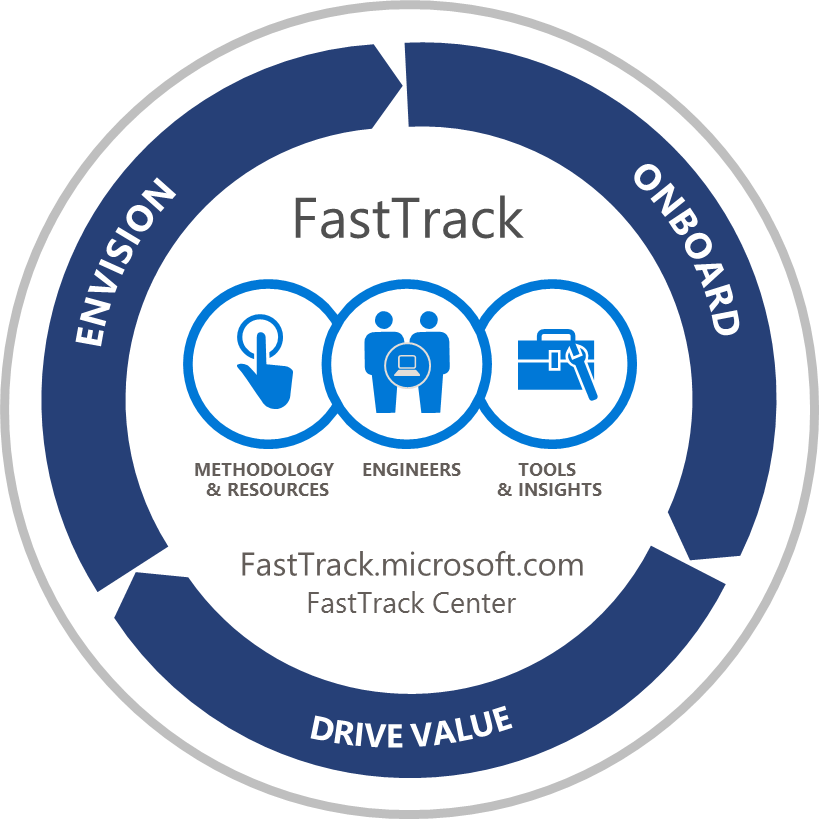 ENVISION
ONBOARD
FastTrack
METHODOLOGY
& RESOURCES
ENGINEERS
TOOLS
& INSIGHTS
FastTrack.microsoft.com
FastTrack Center
DRIVE VALUE